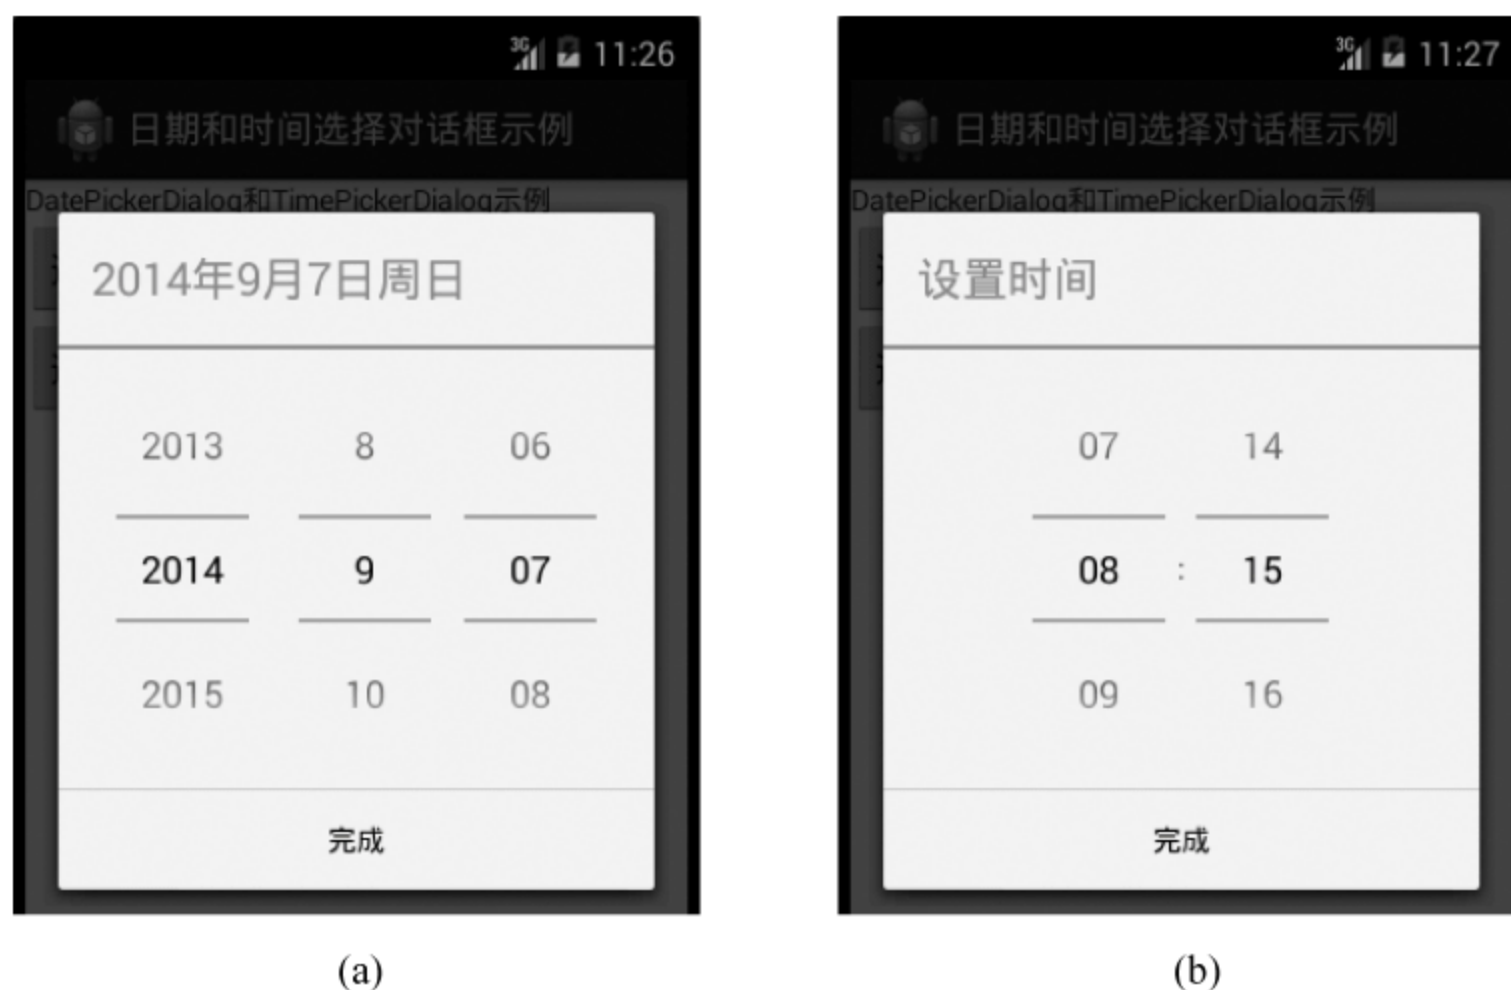 3G 11:26
日期和时间选择对话框示例
DatePickerDialog和TimePickerDialog示例
2014年9月7日周日
2013 8 06
2014 9 07
2015 10 08
完成
(a)
3G 11:27
日期和时间选择对话框示例
DatePickerDialog和TimePickerDialog示例
设置时间
07 14
08 : 15
09 16
完成
(b)